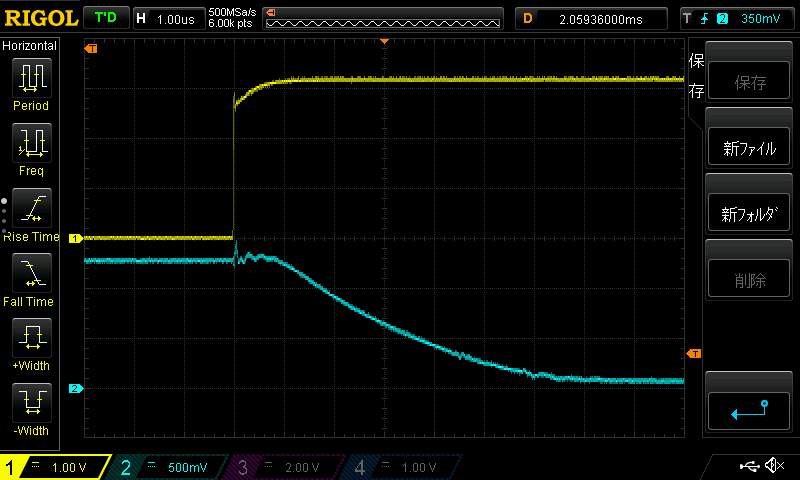 RIGOL T'D H 1.00us 500MSa/s 6.00k pts D 2.05936000ms T 2 350mV
Horizontal
Period
Freq
Rise Time
Fall Time
+Width
-Width
T
1
2
T
保存
保存
新ファイル
新フォルダ
削除
1 1.00 V 2 500mV 3 2.00 V 4 1.00 V